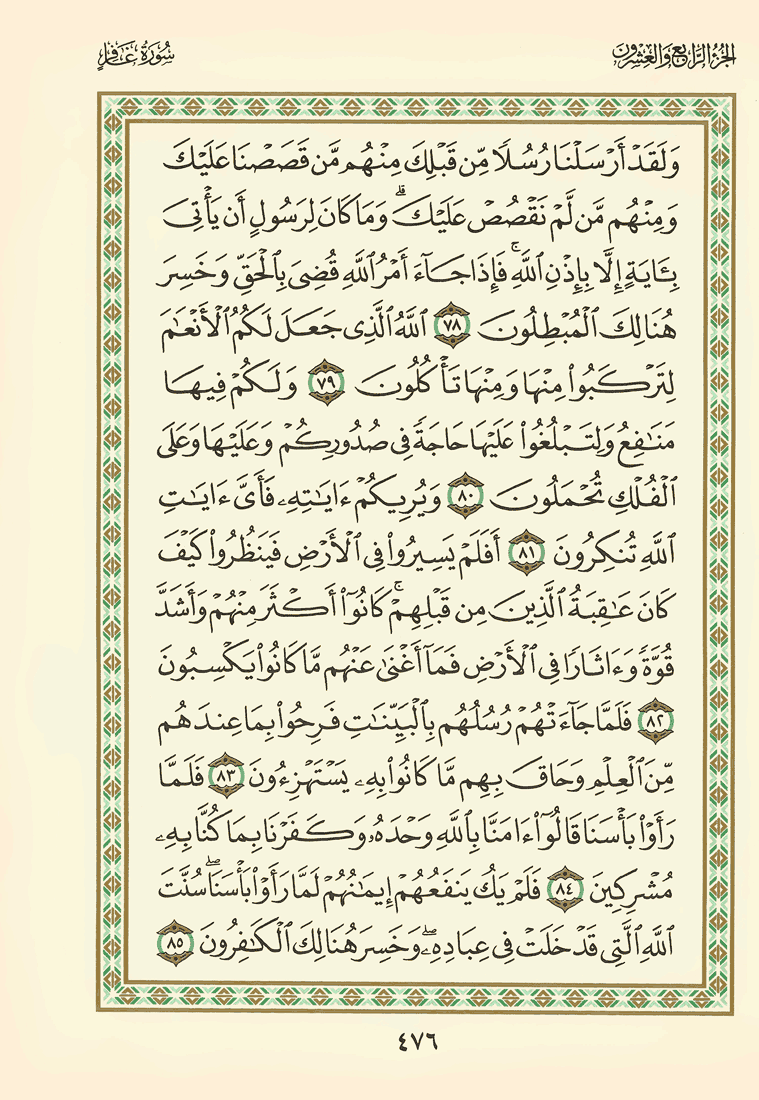 الجزء الرابع والعشرون
سورة غافر
وَلَقَدْ أَرْسَلْنَا رُسُلًا مِّن قَبْلِكَ مِنْهُم مَّن قَصَصْنَا عَلَيْكَ
وَمِنْهُم مَّن لَّمْ نَقْصُصْ عَلَيْكَ ۗ وَمَا كَانَ لِرَسُولٍ أَن يَأْتِىَ
بِـَٔايَةٍ إِلَّا بِإِذْنِ ٱللَّهِ ۚ فَإِذَا جَآءَ أَمْرُ ٱللَّهِ قُضِىَ بِٱلْحَقِّ وَخَسِرَ
هُنَالِكَ ٱلْمُبْطِلُونَ ٧٨ ٱللَّهُ ٱلَّذِى جَعَلَ لَكُمُ ٱلْأَنْعَٰمَ
لِتَرْكَبُوا۟ مِنْهَا وَمِنْهَا تَأْكُلُونَ ٧٩ وَلَكُمْ فِيهَا
مَنَٰفِعُ وَلِتَبْلُغُوا۟ عَلَيْهَا حَاجَةً فِى صُدُورِكُمْ وَعَلَيْهَا وَعَلَى
ٱلْفُلْكِ تُحْمَلُونَ ٨٠ وَيُرِيكُمْ ءَايَٰتِهِۦ فَأَىَّ ءَايَٰتِ
ٱللَّهِ تُنكِرُونَ ٨١ أَفَلَمْ يَسِيرُوا۟ فِى ٱلْأَرْضِ فَيَنظُرُوا۟ كَيْفَ
كَانَ عَٰقِبَةُ ٱلَّذِينَ مِن قَبْلِهِمْ ۚ كَانُوٓا۟ أَكْثَرَ مِنْهُمْ وَأَشَدَّ
قُوَّةً وَءَاثَارًا فِى ٱلْأَرْضِ فَمَآ أَغْنَىٰ عَنْهُم مَّا كَانُوا۟ يَكْسِبُونَ
٨٢ فَلَمَّا جَآءَتْهُمْ رُسُلُهُم بِٱلْبَيِّنَٰتِ فَرِحُوا۟ بِمَا عِندَهُم
مِّنَ ٱلْعِلْمِ وَحَاقَ بِهِم مَّا كَانُوا۟ بِهِۦ يَسْتَهْزِءُونَ ٨٣ فَلَمَّا
رَأَوْا۟ بَأْسَنَا قَالُوٓا۟ ءَامَنَّا بِٱللَّهِ وَحْدَهُۥ وَكَفَرْنَا بِمَا كُنَّا بِهِۦ
مُشْرِكِينَ ٨٤ فَلَمْ يَكُ يَنفَعُهُمْ إِيمَٰنُهُمْ لَمَّا رَأَوْا۟ بَأْسَنَا ۖ سُنَّتَ
ٱللَّهِ ٱلَّتِى قَدْ خَلَتْ فِى عِبَادِهِۦ ۖ وَخَسِرَ هُنَالِكَ ٱلْكَٰفِرُونَ ٨٥
٤٧٦